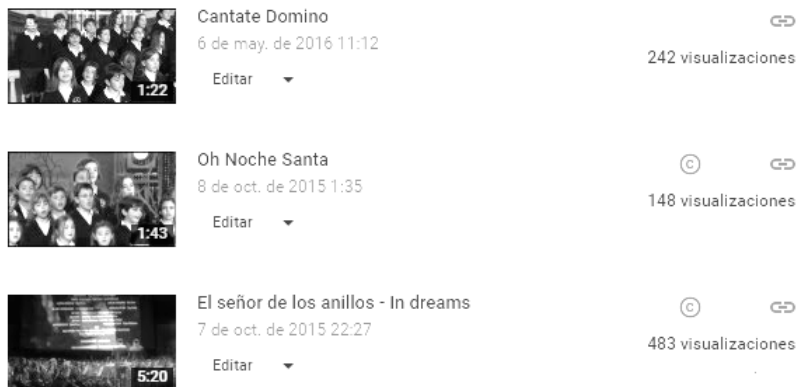 Cantate Domino
6 de may. de 2016 11:12
242 visualizaciones
Editar
1:22
Oh Noche Santa
©
8 de oct. de 2015 1:35
148 visualizaciones
Editar
1:43
El señor de los anillos - In dreams
©
7 de oct. de 2015 22:27
483 visualizaciones
Editar
5:20